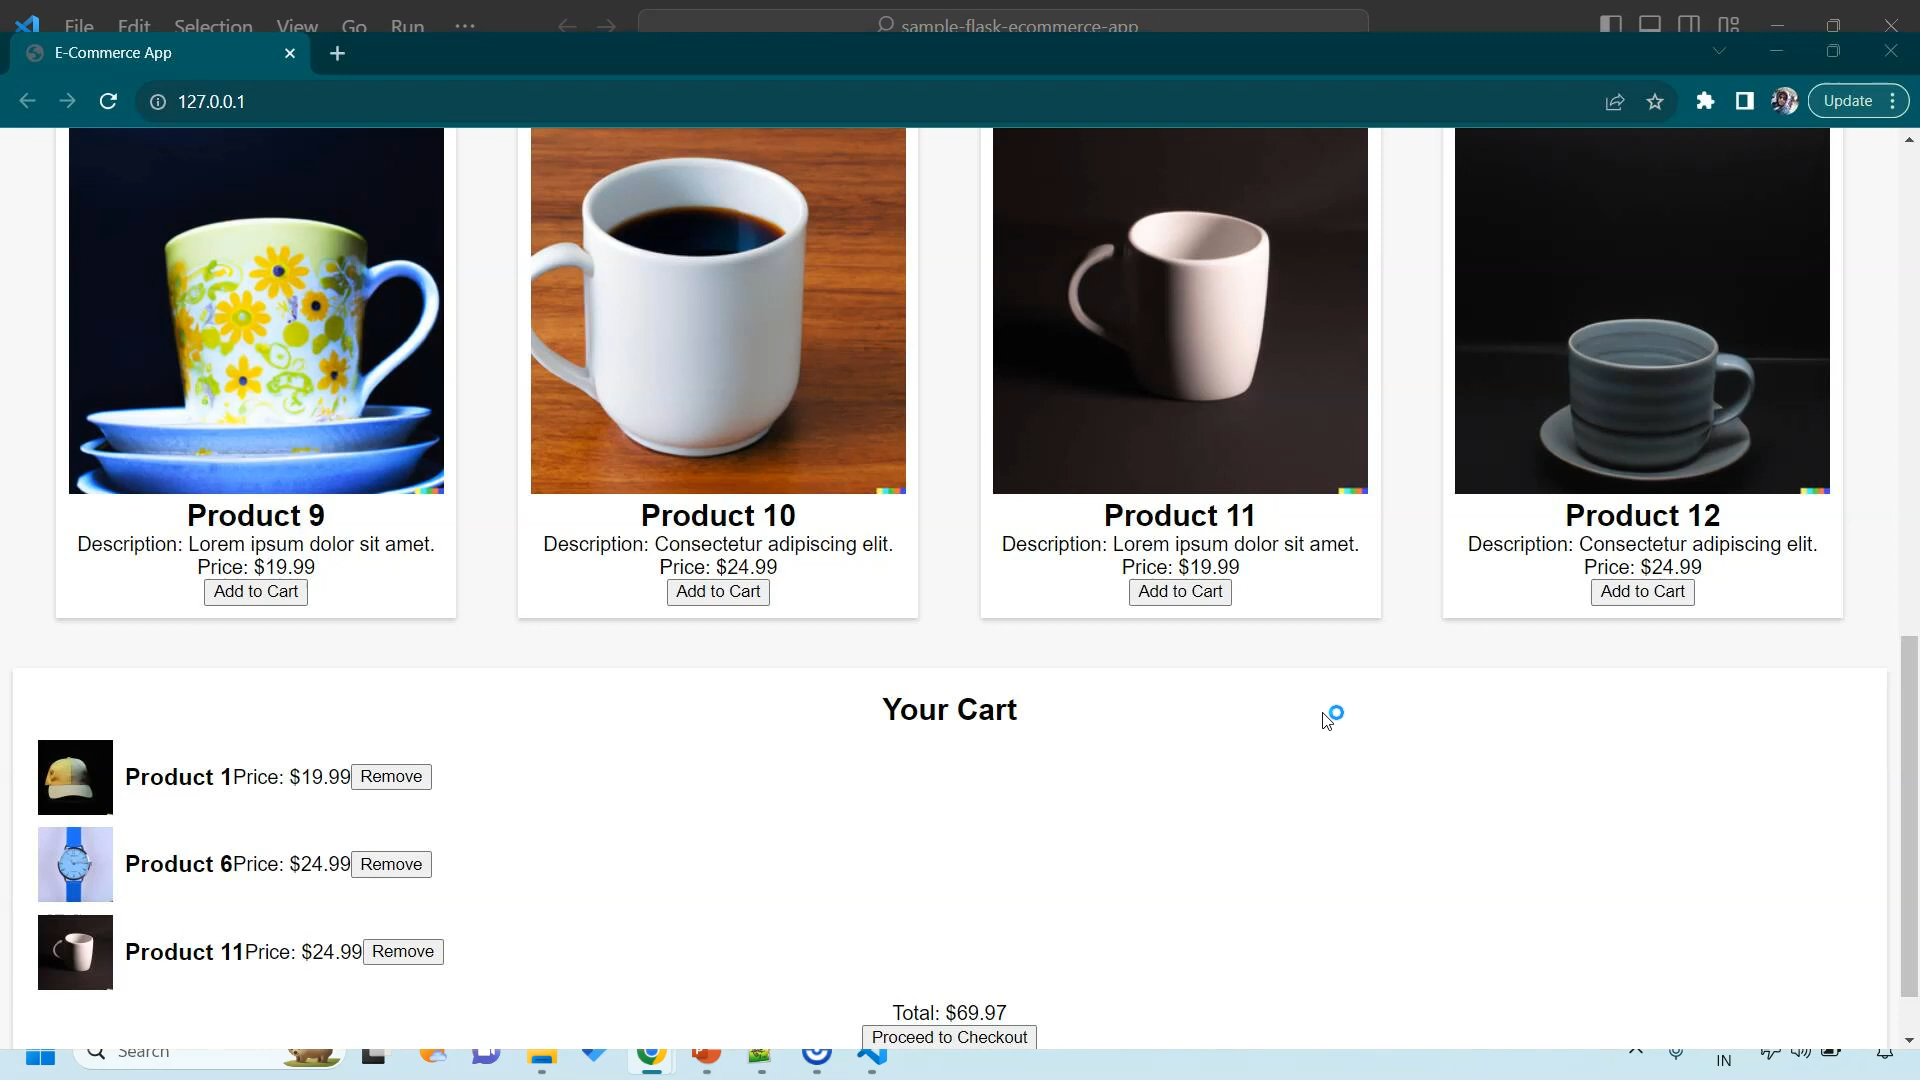 File Edit Selection View Go Run ...
sample-flask-ecommerce-app
E-Commerce App
127.0.0.1
Update
Product 9
Description: Lorem ipsum dolor sit amet.
Price: $19.99
Add to Cart
Product 10
Description: Consectetur adipiscing elit.
Price: $24.99
Add to Cart
Product 11
Description: Lorem ipsum dolor sit amet.
Price: $19.99
Add to Cart
Product 12
Description: Consectetur adipiscing elit.
Price: $24.99
Add to Cart
Your Cart
Product 1Price: $19.99 Remove
Product 6Price: $24.99 Remove
Product 11Price: $24.99 Remove
Total: $69.97
Proceed to Checkout
Search
IN